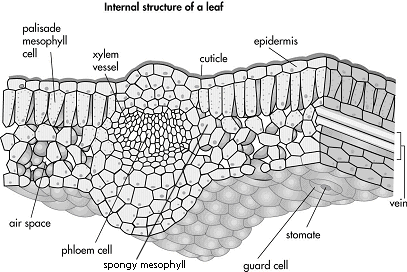 Internal structure of a leaf
palisade
mesophyll
cell
xylem
vessel
cuticle
epidermis
air space
phloem cell
spongy mesophyll
guard cell
stomate
vein